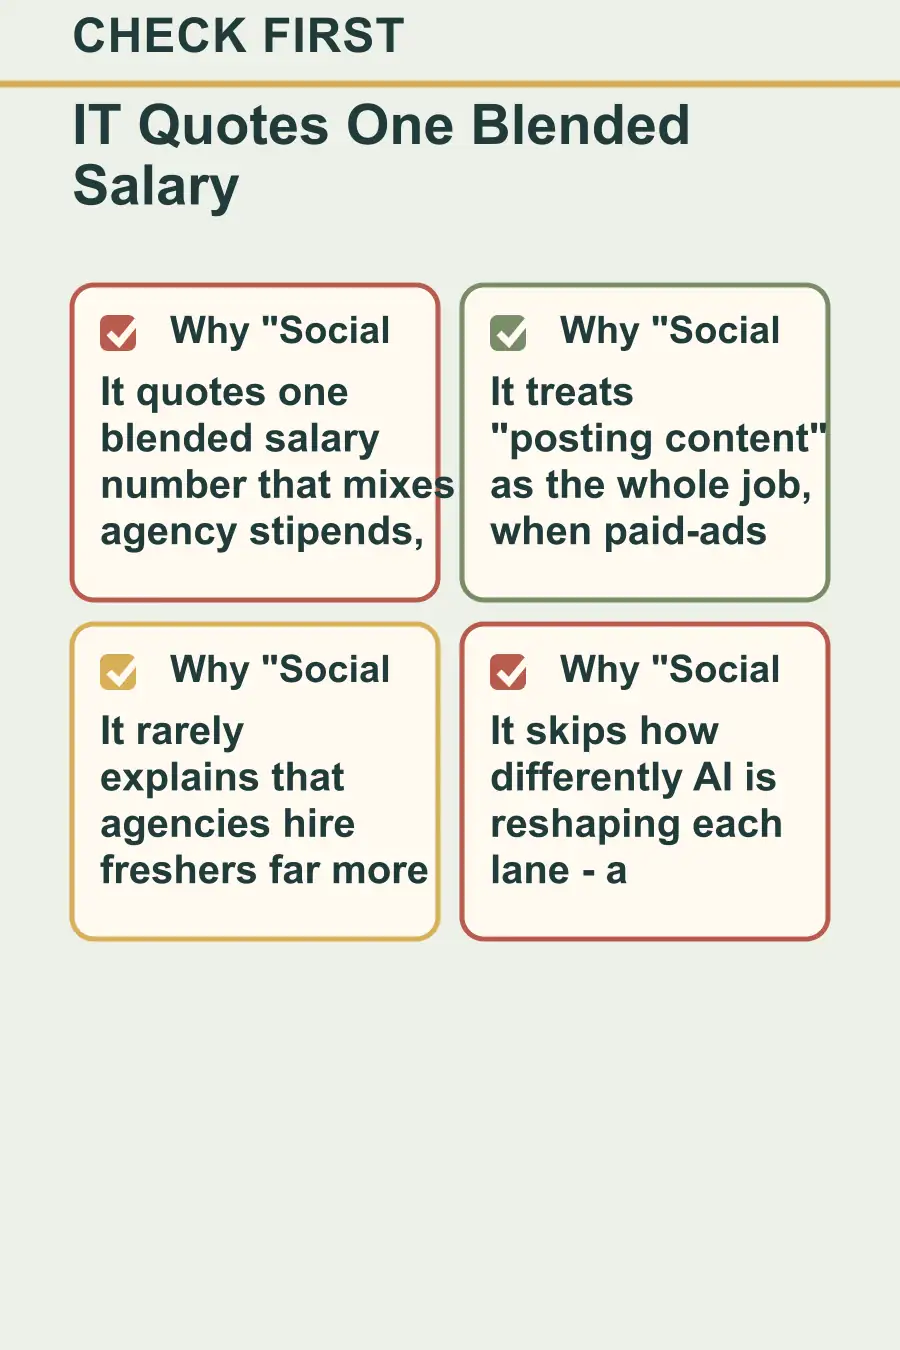 CHECK FIRST
IT Quotes One Blended
Salary
Why "Social
It quotes one
blended salary
number that mixes
agency stipends,
Why "Social
It treats
"posting content"
as the whole job,
when paid-ads
Why "Social
It rarely
explains that
agencies hire
freshers far more
Why "Social
It skips how
differently AI is
reshaping each
lane - a